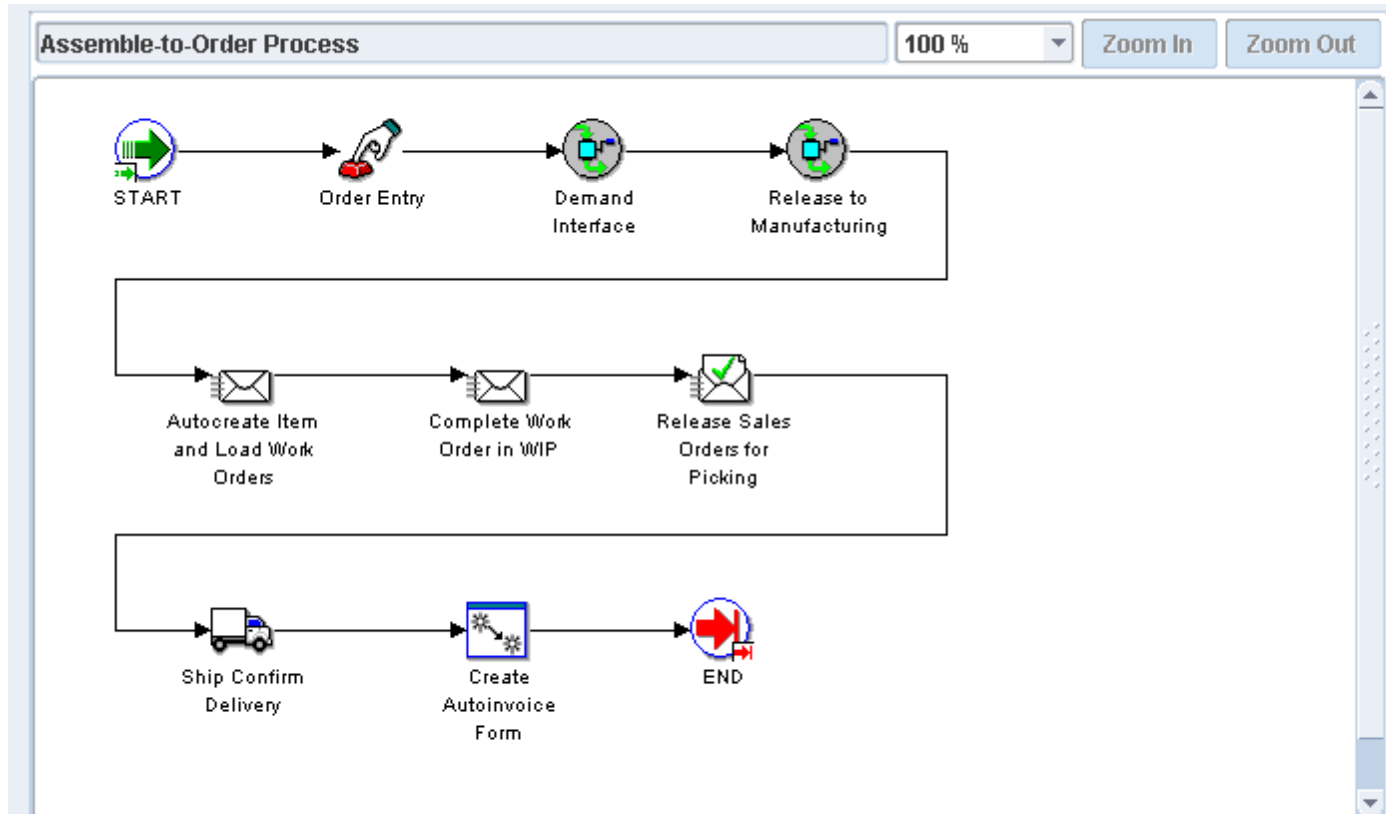 Assemble-to-Order Process
100 %
Zoom In
Zoom Out
START
Order Entry
Demand
Interface
Release to
Manufacturing
Autocreate Item
and Load Work
Orders
Complete Work
Order in WIP
Release Sales
Orders for
Picking
Ship Confirm
Delivery
Create
Autoinvoice
Form
END